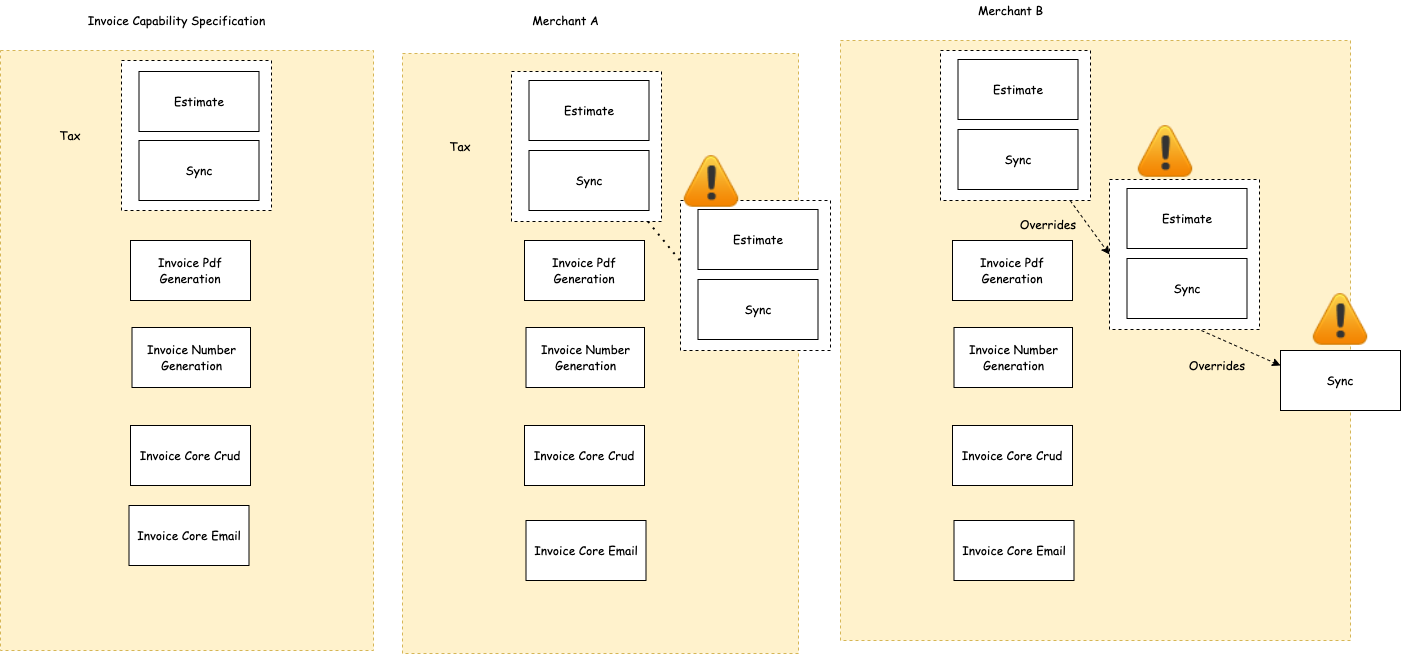 Invoice Capability Specification
Estimate
Tax
Sync
Invoice Pdf
Generation
Invoice Number
Generation
Invoice Core Crud
Invoice Core Email
Merchant A
Estimate
Tax
Sync
Estimate
Sync
Invoice Pdf
Generation
Invoice Number
Generation
Invoice Core Crud
Invoice Core Email
Merchant B
Estimate
Sync
Overrides
Estimate
Sync
Invoice Pdf
Generation
Invoice Number
Generation
Overrides
Sync
Invoice Core Crud
Invoice Core Email